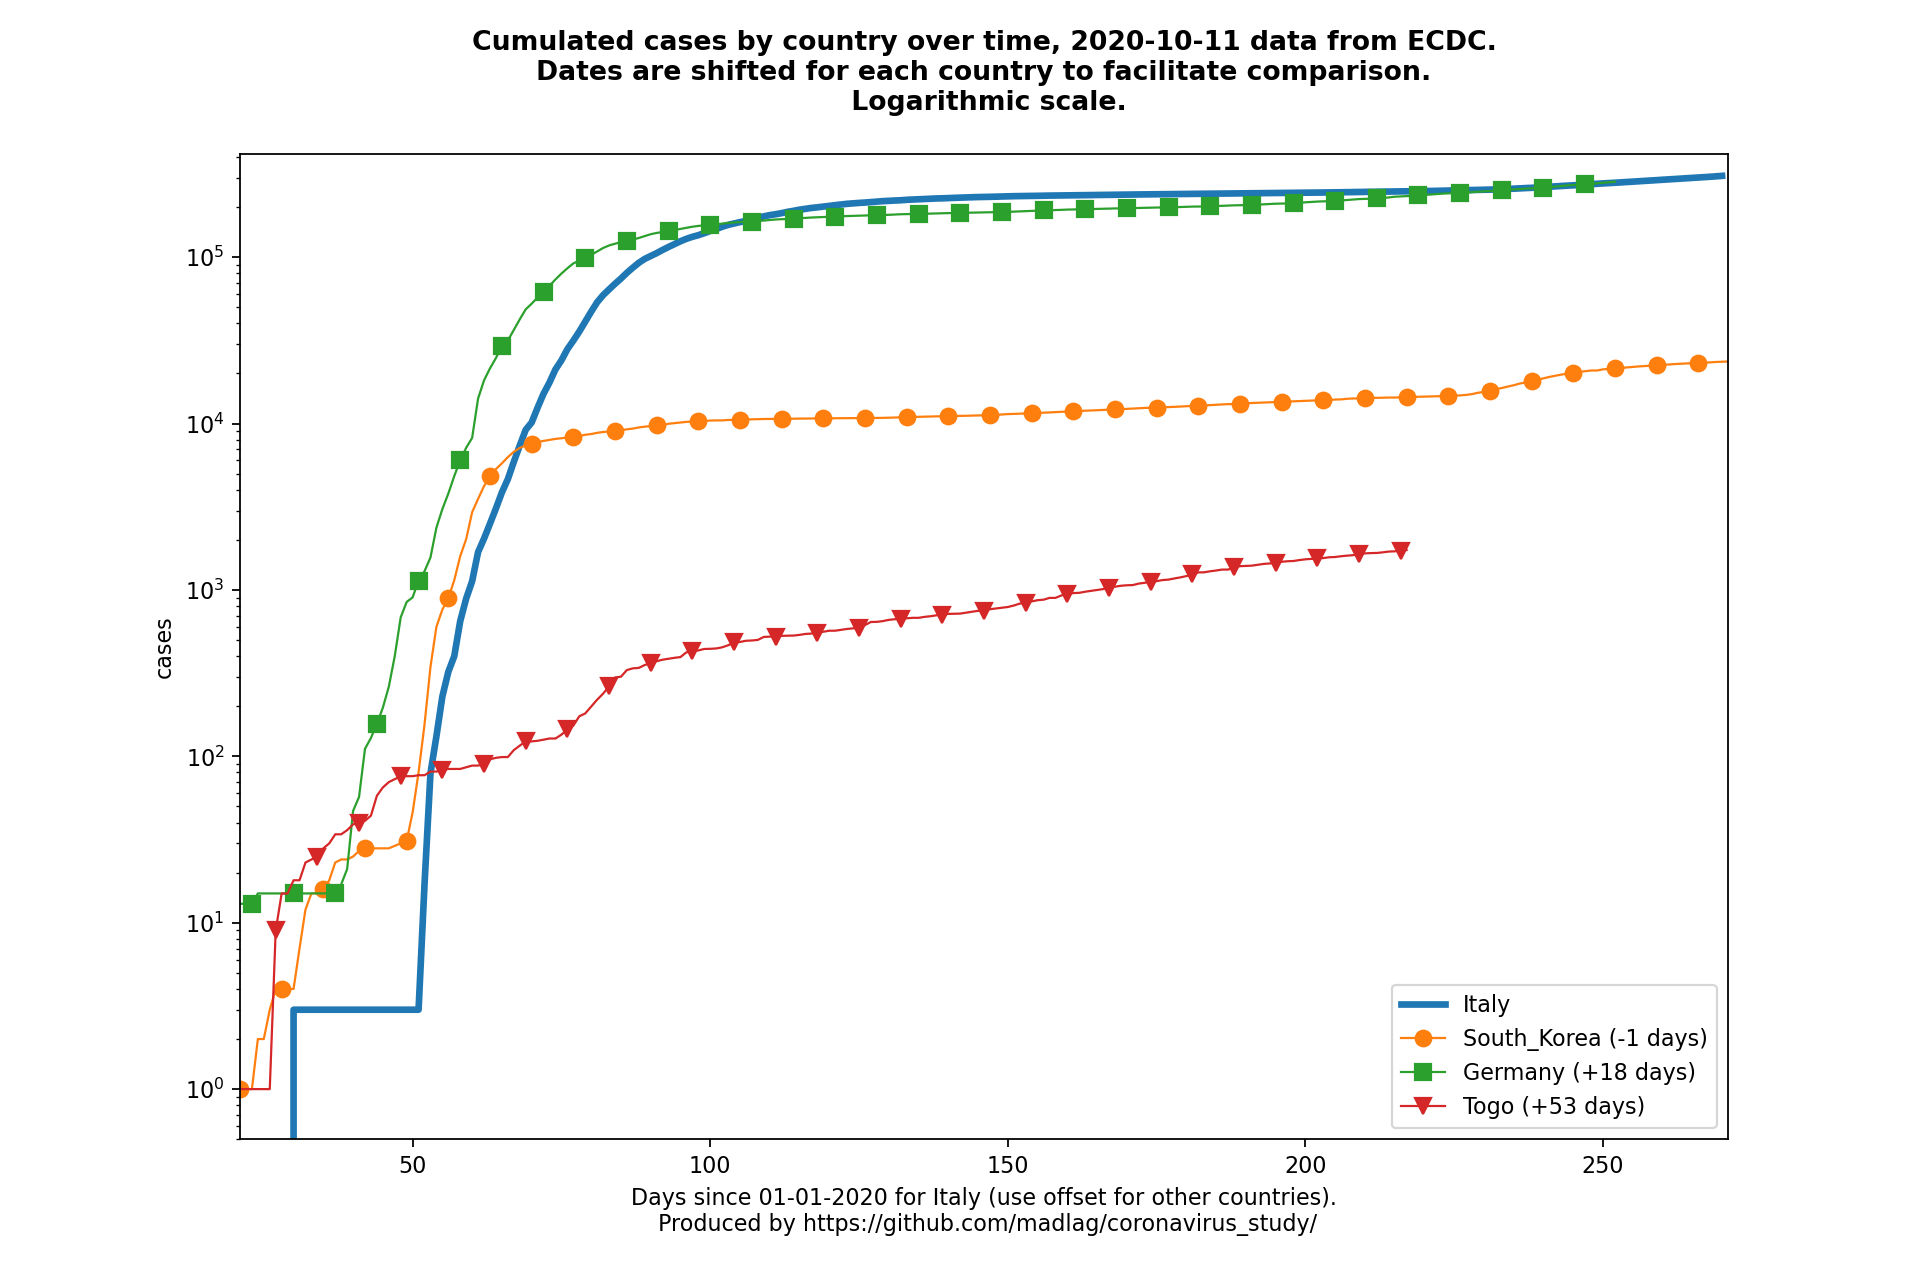 Cumulated cases by country over time, 2020-10-11 data from ECDC.
Dates are shifted for each country to facilitate comparison.
Logarithmic scale.
cases
10^5
10^4
10^3
10^2
10^1
10^0
Italy
South_Korea (-1 days)
Germany (+18 days)
Togo (+53 days)
50 100 150 200 250
Days since 01-01-2020 for Italy (use offset for other countries).
Produced by https://github.com/madlag/coronavirus_study/